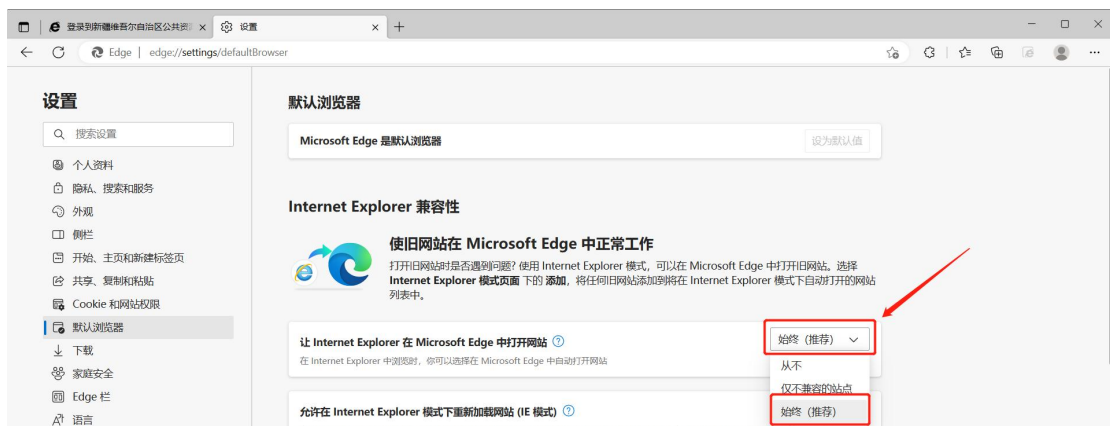 登录到新疆维吾尔自治区公共资
设置
Edge | edge://settings/defaultBrowser
设置
搜索设置
个人资料
隐私、搜索和服务
外观
侧栏
开始、主页和新建标签页
共享、复制和粘贴
Cookie 和网站权限
默认浏览器
下载
家庭安全
Edge 栏
语言
默认浏览器
Microsoft Edge 是默认浏览器
设为默认值
Internet Explorer 兼容性
使旧网站在 Microsoft Edge 中正常工作
打开旧网站时是否遇到问题? 使用 Internet Explorer 模式，可以在 Microsoft Edge 中打开旧网站。选择
Internet Explorer 模式页面 下的 添加，将任何旧网站添加到将在 Internet Explorer 模式下自动打开的网站
列表中。
让 Internet Explorer 在 Microsoft Edge 中打开网站
在 Internet Explorer 中浏览时，你可以选择在 Microsoft Edge 中自动打开网站
始终（推荐）
从不
仅不兼容的站点
始终（推荐）
允许在 Internet Explorer 模式下重新加载网站 (IE 模式)